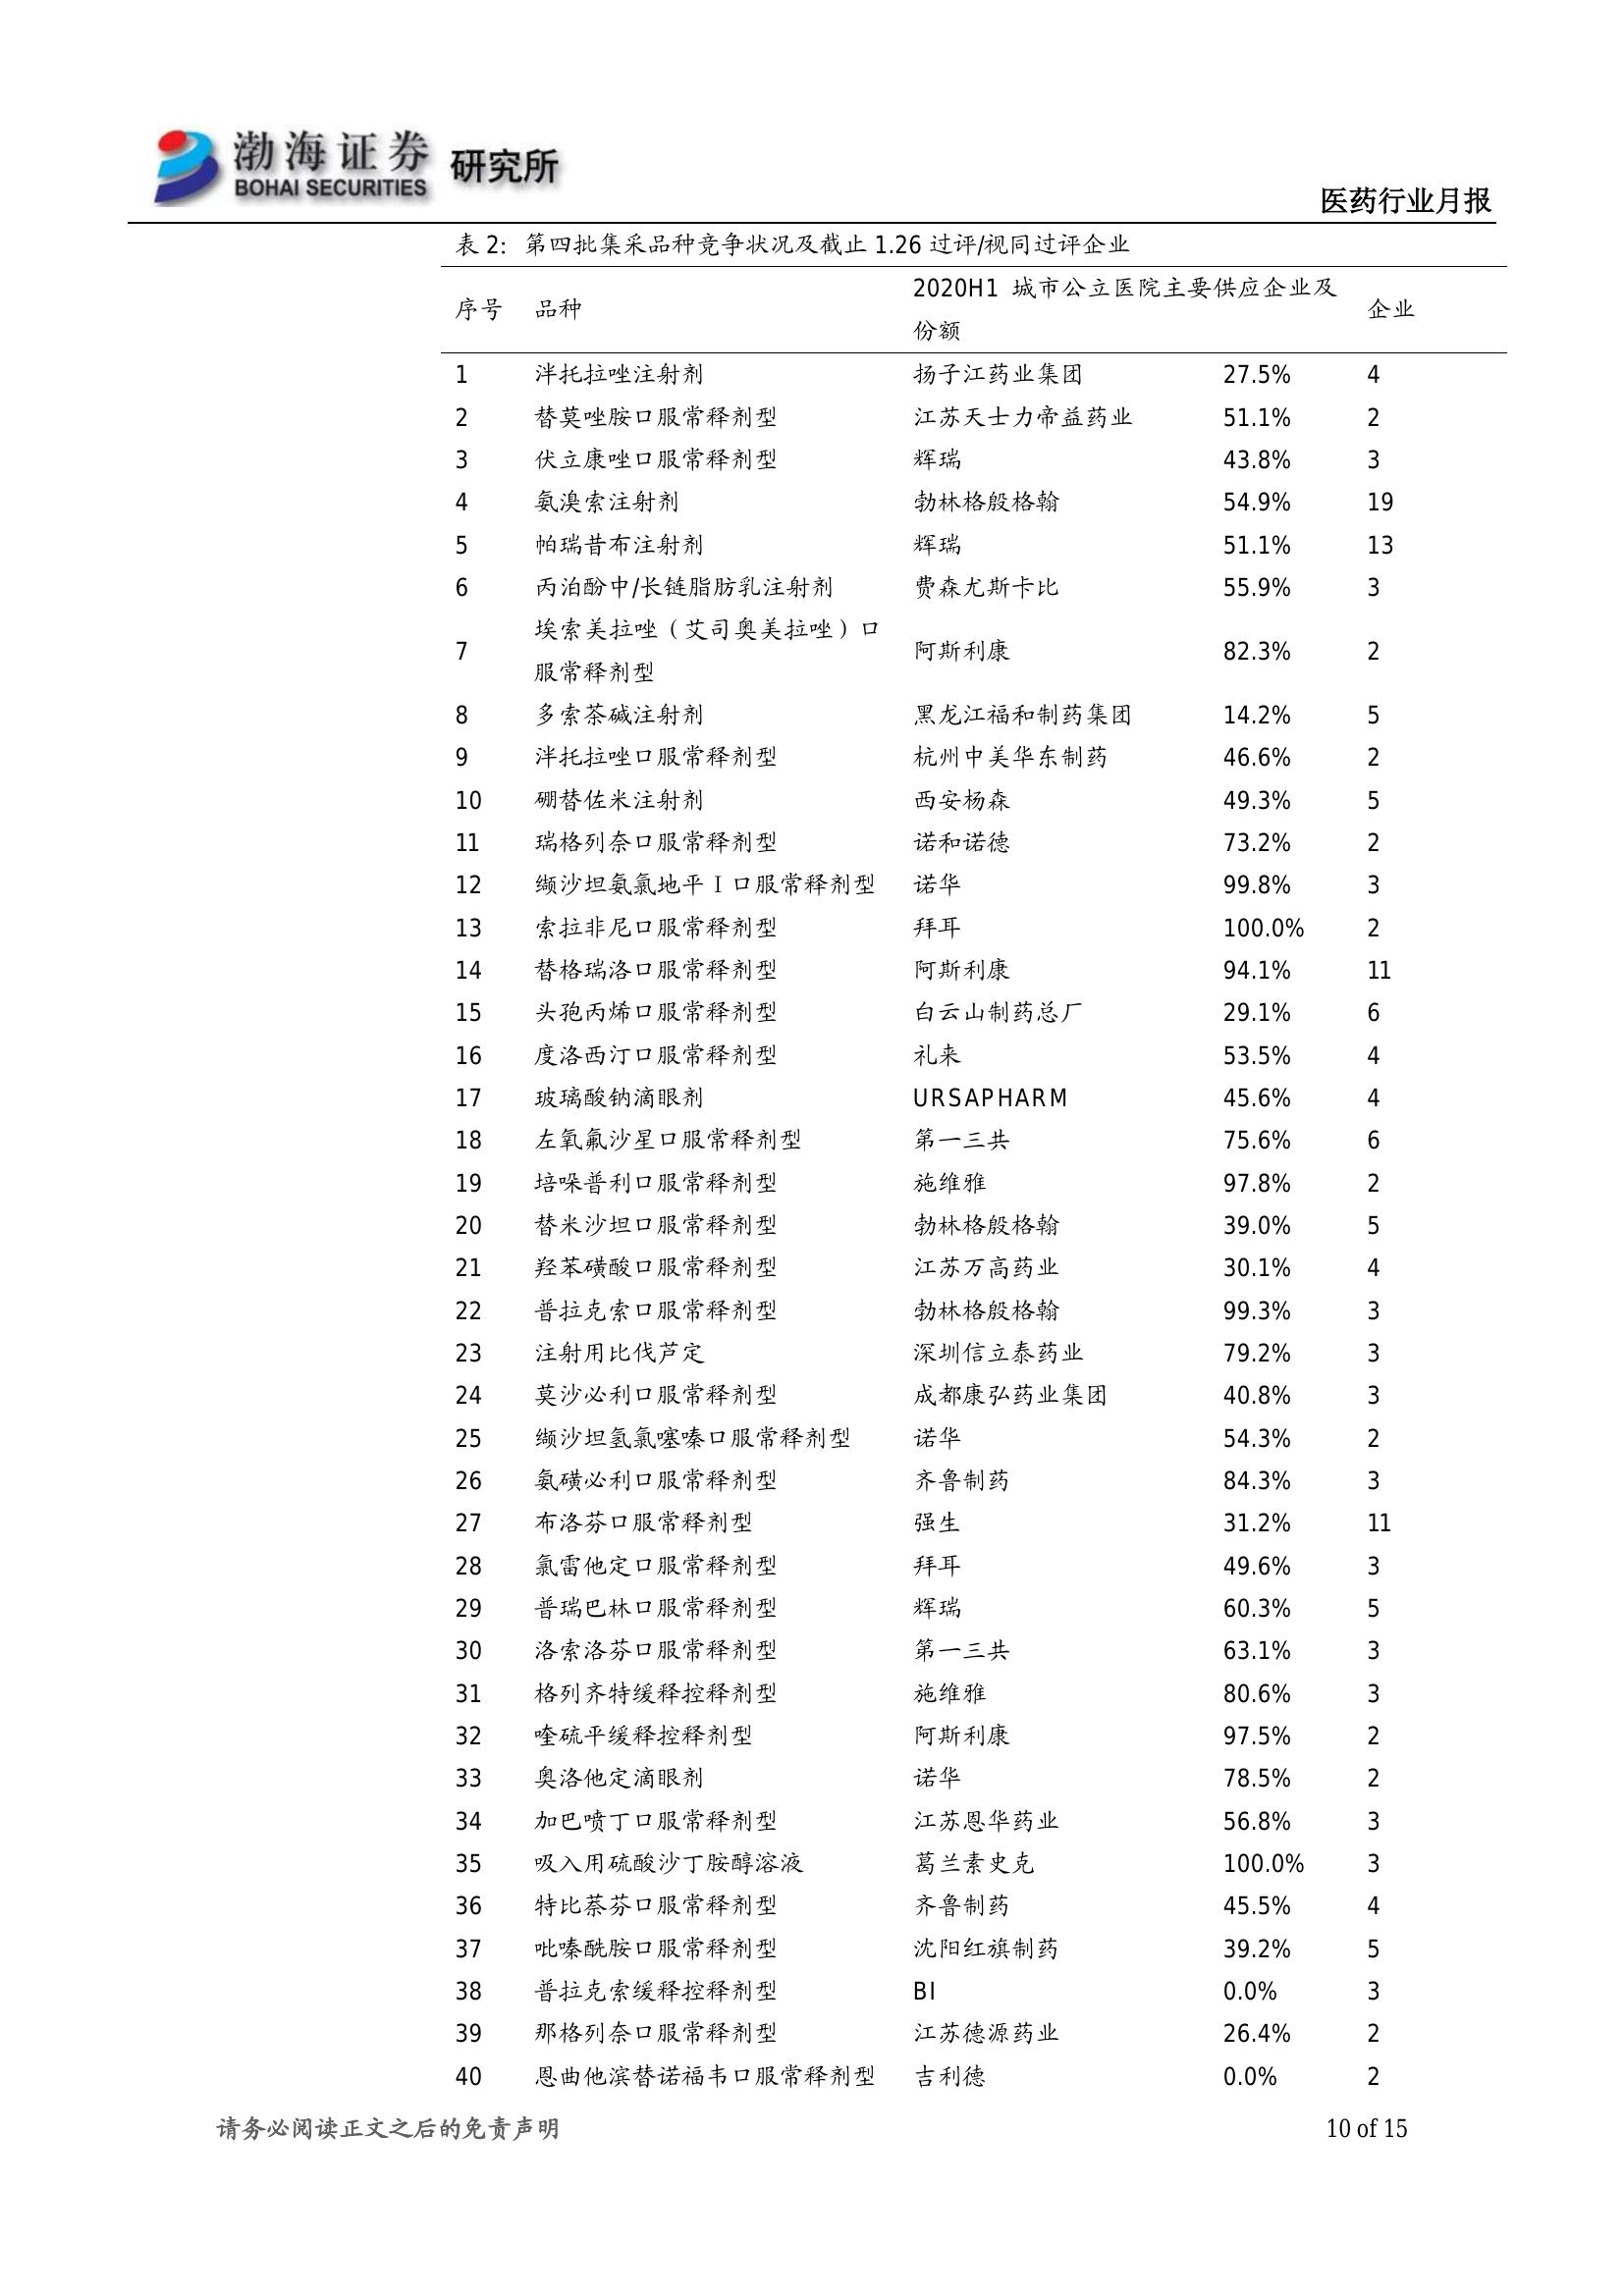 渤海证券 研究所
BOHAI SECURITIES
医药行业月报
表 2: 第四批集采品种竞争状况及截止 1.26 过评/视同过评企业
序号 品种 2020H1 城市公立医院主要供应企业及份额 企业
1 泮托拉唑注射剂 扬子江药业集团 27.5% 4
2 替莫唑胺口服常释剂型 江苏天士力帝益药业 51.1% 2
3 伏立康唑口服常释剂型 辉瑞 43.8% 3
4 氨溴索注射剂 勃林格殷格翰 54.9% 19
5 帕瑞昔布注射剂 辉瑞 51.1% 13
6 丙泊酚中/长链脂肪乳注射剂 费森尤斯卡比 55.9% 3
7 埃索美拉唑（艾司奥美拉唑）口服常释剂型 阿斯利康 82.3% 2
8 多索茶碱注射剂 黑龙江福和制药集团 14.2% 5
9 泮托拉唑口服常释剂型 杭州中美华东制药 46.6% 2
10 硼替佐米注射剂 西安杨森 49.3% 5
11 瑞格列奈口服常释剂型 诺和诺德 73.2% 2
12 缬沙坦氨氯地平Ⅰ口服常释剂型 诺华 99.8% 3
13 索拉非尼口服常释剂型 拜耳 100.0% 2
14 替格瑞洛口服常释剂型 阿斯利康 94.1% 11
15 头孢丙烯口服常释剂型 白云山制药总厂 29.1% 6
16 度洛西汀口服常释剂型 礼来 53.5% 4
17 玻璃酸钠滴眼剂 URSAPHARM 45.6% 4
18 左氧氟沙星口服常释剂型 第一三共 75.6% 6
19 培哚普利口服常释剂型 施维雅 97.8% 2
20 替米沙坦口服常释剂型 勃林格殷格翰 39.0% 5
21 羟苯磺酸口服常释剂型 江苏万高药业 30.1% 4
22 普拉克索口服常释剂型 勃林格殷格翰 99.3% 3
23 注射用比伐芦定 深圳信立泰药业 79.2% 3
24 莫沙必利口服常释剂型 成都康弘药业集团 40.8% 3
25 缬沙坦氢氯噻嗪口服常释剂型 诺华 54.3% 2
26 氨磺必利口服常释剂型 齐鲁制药 84.3% 3
27 布洛芬口服常释剂型 强生 31.2% 11
28 氯雷他定口服常释剂型 拜耳 49.6% 3
29 普瑞巴林口服常释剂型 辉瑞 60.3% 5
30 洛索洛芬口服常释剂型 第一三共 63.1% 3
31 格列齐特缓释控释剂型 施维雅 80.6% 3
32 喹硫平缓释控释剂型 阿斯利康 97.5% 2
33 奥洛他定滴眼剂 诺华 78.5% 2
34 加巴喷丁口服常释剂型 江苏恩华药业 56.8% 3
35 吸入用硫酸沙丁胺醇溶液 葛兰素史克 100.0% 3
36 特比萘芬口服常释剂型 齐鲁制药 45.5% 4
37 吡嗪酰胺口服常释剂型 沈阳红旗制药 39.2% 5
38 普拉克索缓释控释剂型 BI 0.0% 3
39 那格列奈口服常释剂型 江苏德源药业 26.4% 2
40 恩曲他滨替诺福韦口服常释剂型 吉利德 0.0% 2
请务必阅读正文之后的免责声明 10 of 15